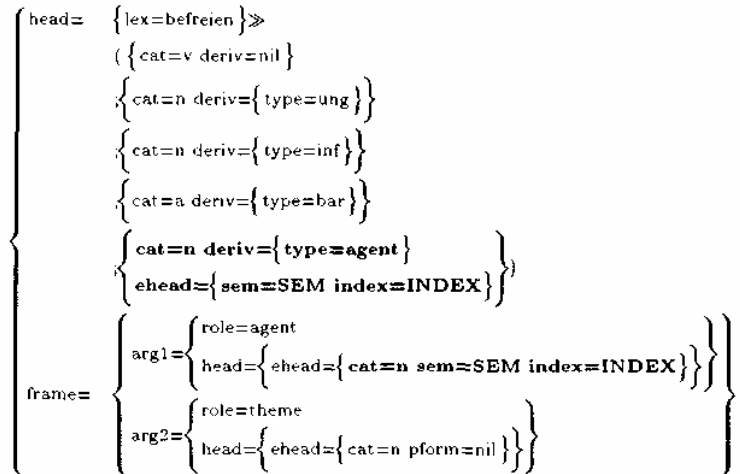 head= {lex=befreien}≫
({cat=v deriv=nil}
;{cat=n deriv={type=ung}}
;{cat=n deriv={type=inf}}
;{cat=a deriv={type=bar}}
;{cat=n deriv={type=agent}
ehead={sem=SEM index=INDEX}})
role=agent
arg1=
head={ehead={cat=n sem=SEM index=INDEX}}
frame=
role=theme
arg2=
head={ehead={cat=n pform=nil}}